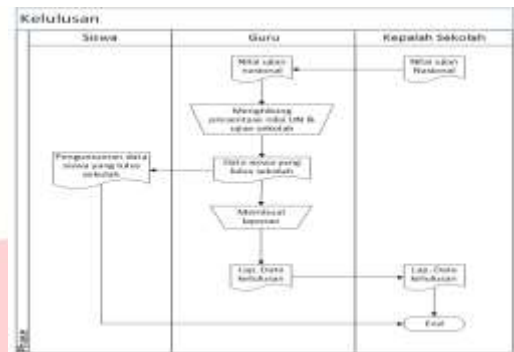 Kelulusan
Siswa
Guru
Kepalah Sekolah
Nilai ujian
nasional
Nilai ujian
Nasional
Menghitung
presentase nilai UN &
ujian sekolah
Pengumuman data
siswa yang lulus
sekolah
Data siswa yang
lulus sekolah
Membuat
laporan
Lap. Data
kelulusan
Lap. Data
kelulusan
End
Phase